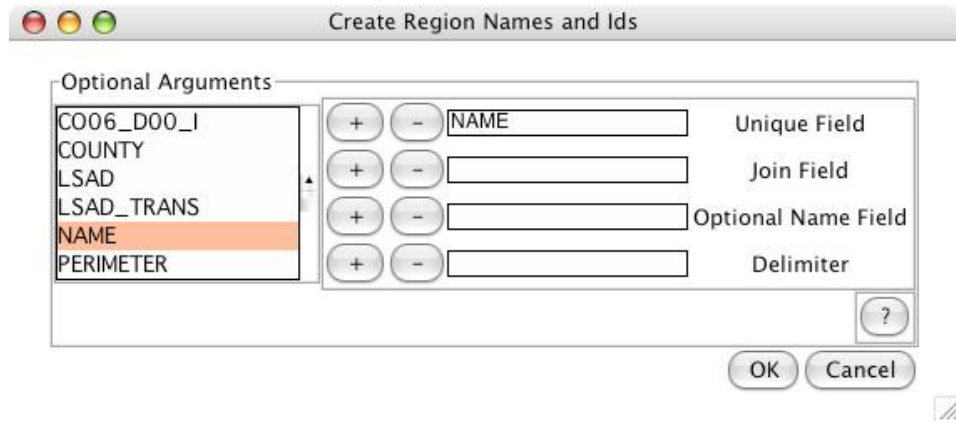 Create Region Names and Ids
Optional Arguments
CO06_D00_I
COUNTY
LSAD
LSAD_TRANS
NAME
PERIMETER
+ - NAME Unique Field
+ - Join Field
+ - Optional Name Field
+ - Delimiter
?
OK Cancel